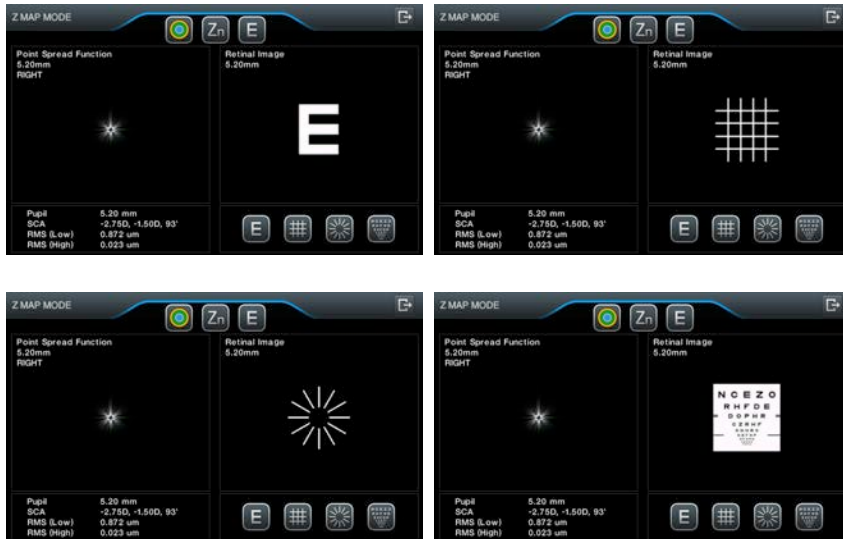 Z MAP MODE
Zn E
Point Spread Function
5.20mm
RIGHT
Retinal Image
5.20mm
E
Pupil 5.20 mm
SCA -2.75D, -1.50D, 93'
RMS (Low) 0.872 um
RMS (High) 0.023 um
E
Z MAP MODE
Zn E
Point Spread Function
5.20mm
RIGHT
Retinal Image
5.20mm
Pupil 5.20 mm
SCA -2.75D, -1.50D, 93'
RMS (Low) 0.872 um
RMS (High) 0.023 um
E
Z MAP MODE
Zn E
Point Spread Function
5.20mm
RIGHT
Retinal Image
5.20mm
Pupil 5.20 mm
SCA -2.75D, -1.50D, 93'
RMS (Low) 0.872 um
RMS (High) 0.023 um
E
Z MAP MODE
Zn E
Point Spread Function
5.20mm
RIGHT
Retinal Image
5.20mm
N C E Z O
R H F D E
D O P H R
C Z R H F
Pupil 5.20 mm
SCA -2.75D, -1.50D, 93'
RMS (Low) 0.872 um
RMS (High) 0.023 um
E